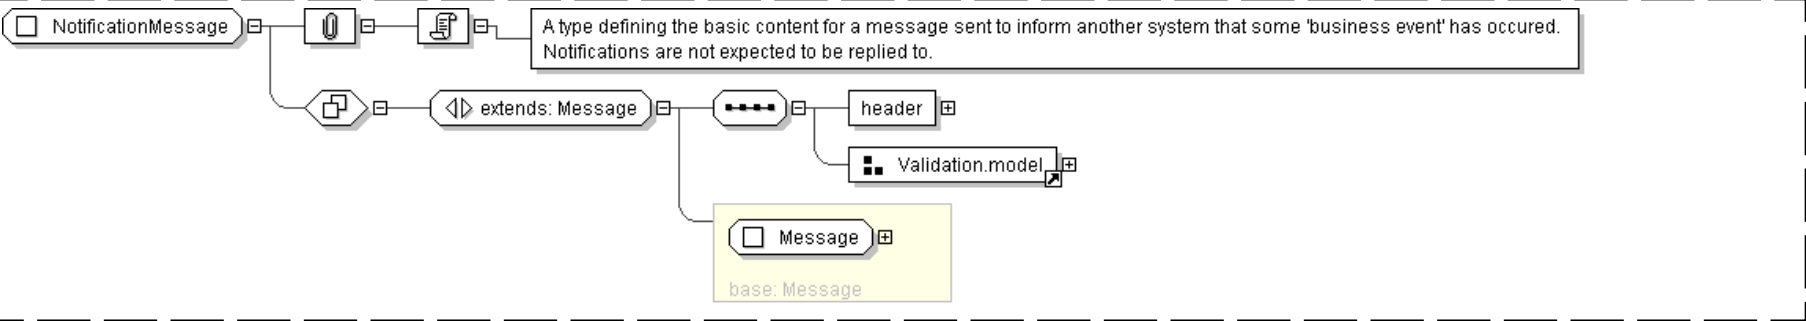 NotificationMessage
A type defining the basic content for a message sent to inform another system that some 'business event' has occured.
Notifications are not expected to be replied to.
extends: Message
header
Validation.model
Message
base: Message